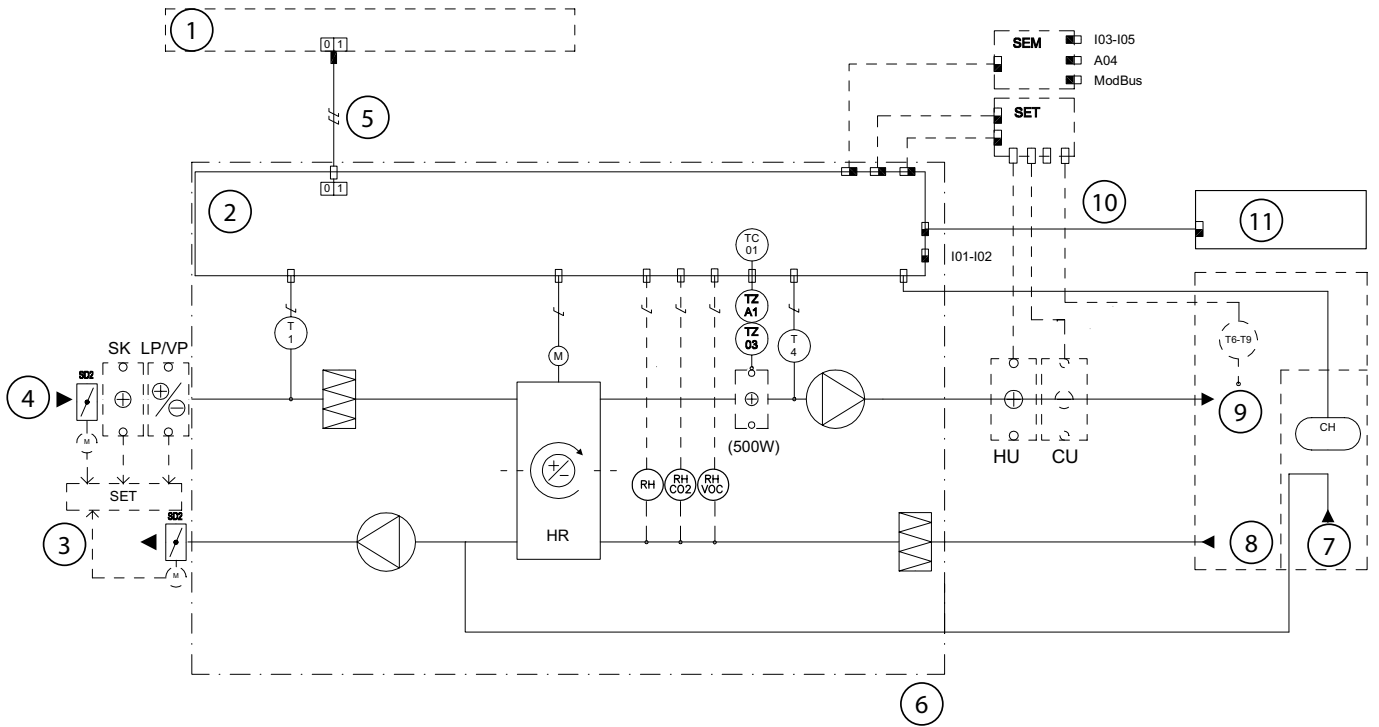 1
0 1
SEM
I03-I05
A04
ModBus
SET
5
0 1
2
10
11
TC
01
I01-I02
T
1
TZ
A1
TZ
03
T
4
T6-T9
SK
LP/VP
SD2
4
M
M
(500W)
HU
CU
9
CH
SET
SD2
3
M
HR
RH
RH
CO2
RH
VOC
8
7
6